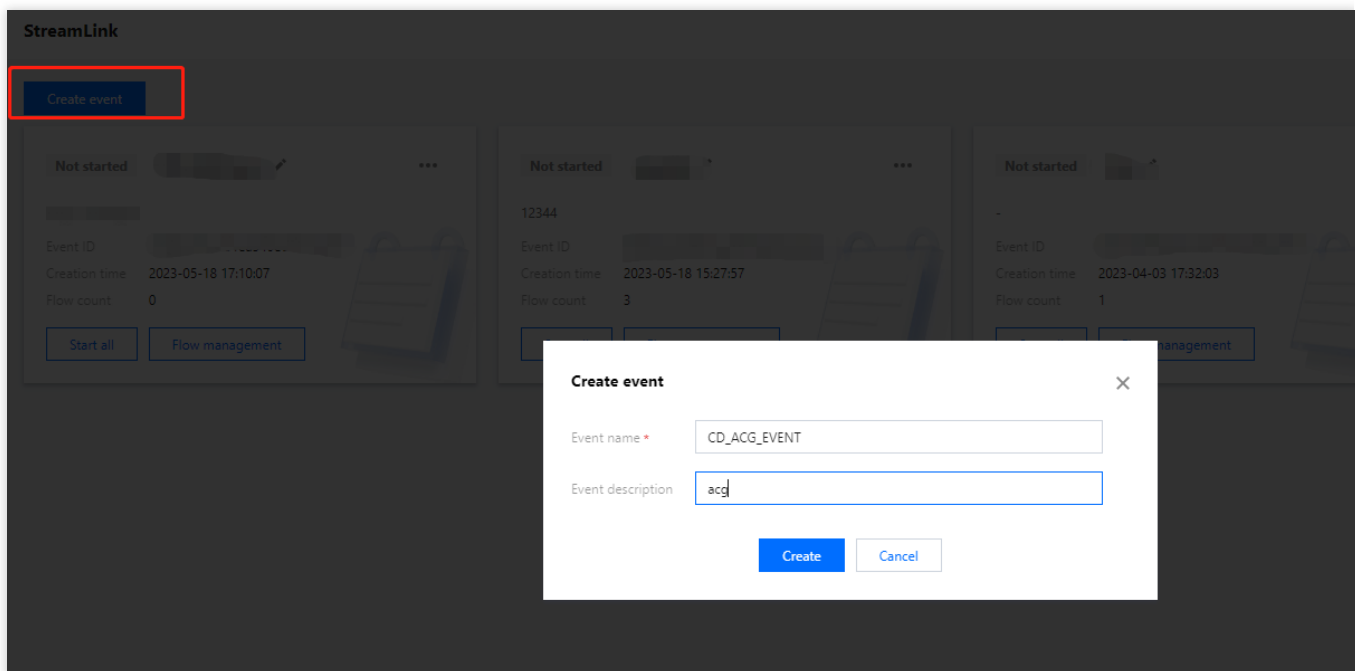 StreamLink
Create event
Not started
Not started
Not started
12344
-
Event ID
Event ID
Event ID
Creation time 2023-05-18 17:10:07
Creation time 2023-05-18 15:27:57
Creation time 2023-04-03 17:32:03
Flow count 0
Flow count 3
Flow count 1
Start all Flow management
management
Create event
Event name * CD_ACG_EVENT
Event description acg
Create Cancel